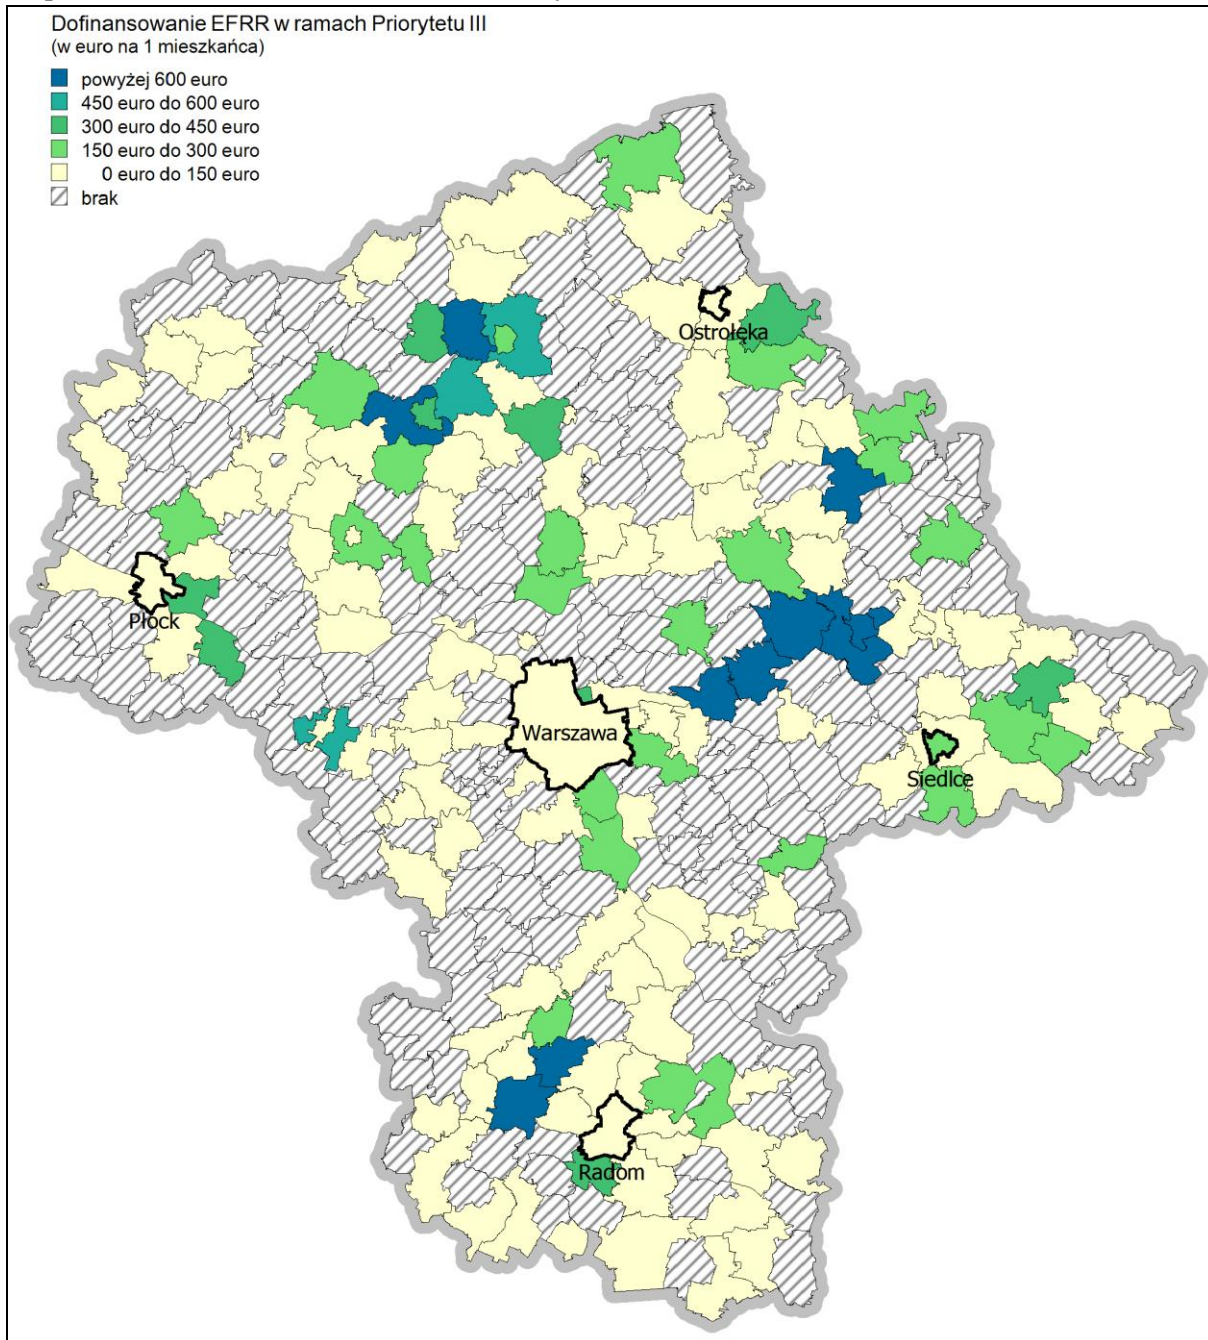 Dofinansowanie EFRR w ramach Priorytetu III
(w euro na 1 mieszkańca)
powyżej 600 euro
450 euro do 600 euro
300 euro do 450 euro
150 euro do 300 euro
0 euro do 150 euro
brak
Ostrołęka
Płock
Warszawa
Siedlce
Radom